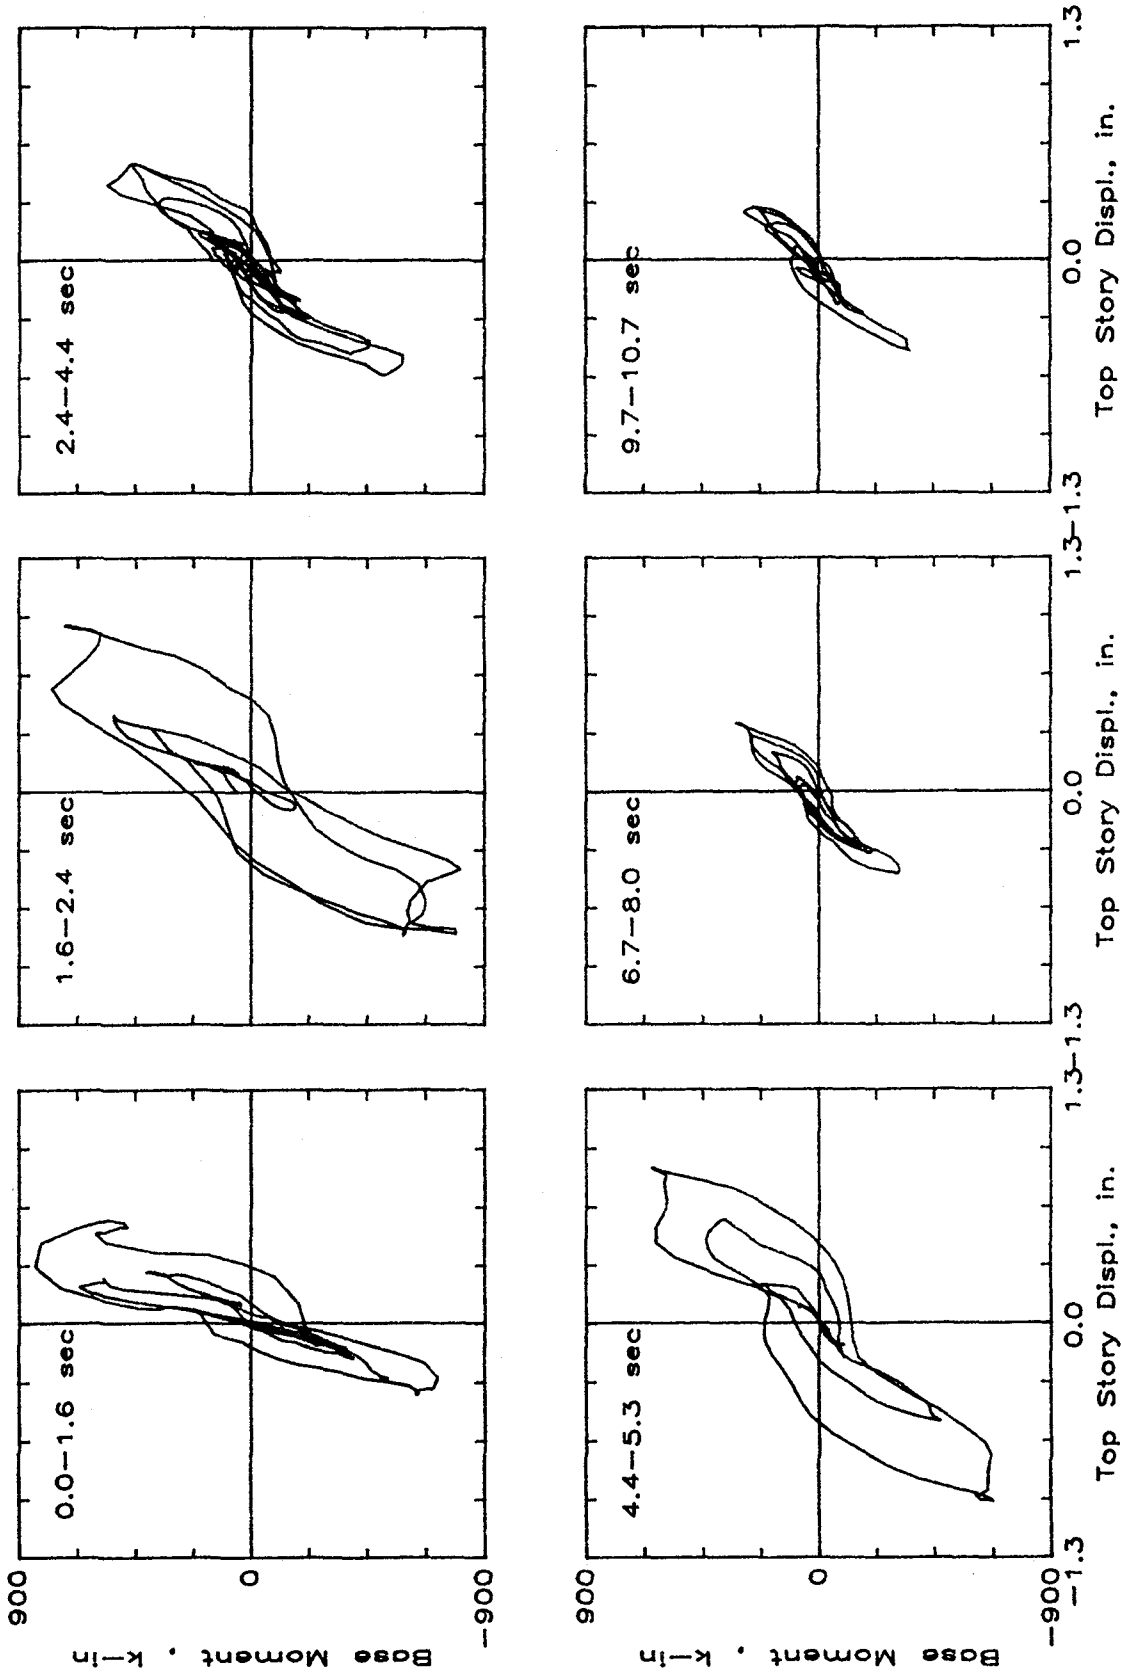 900
0
-900
Base
Moment , k-in
0.0-1.6 sec
1.6-2.4 sec
2.4-4.4 sec
900
0
-900
Base
Moment , k-in
4.4-5.3 sec
6.7-8.0 sec
9.7-10.7 sec
-1.3
0.0
1.3
-1.3
0.0
1.3
-1.3
0.0
1.3
Top Story Displ., in.
Top Story Displ., in.
Top Story Displ., in.